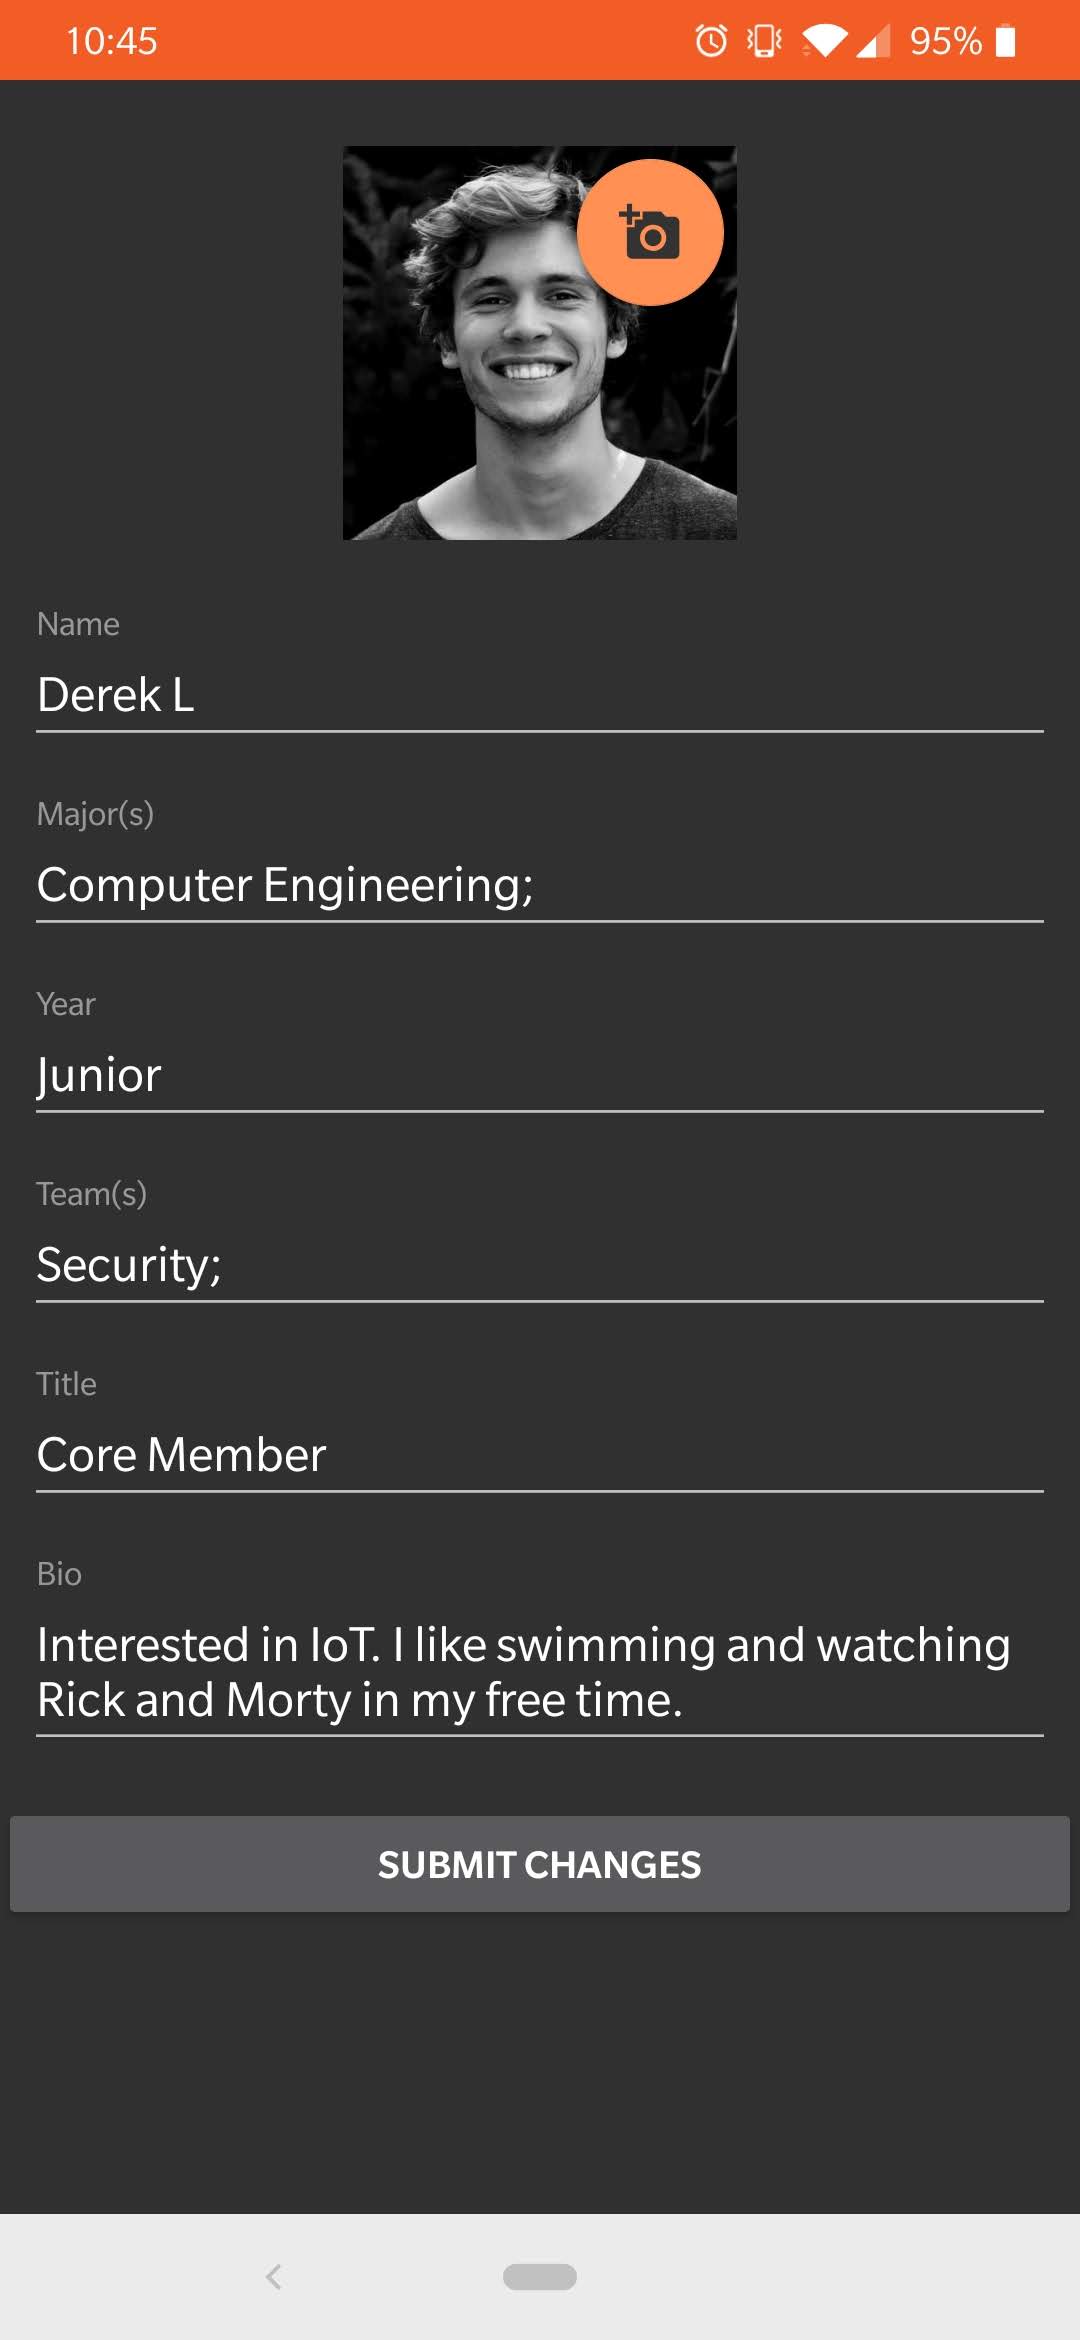 10:45 95%
Name
Derek L
Major(s)
Computer Engineering;
Year
Junior
Team(s)
Security;
Title
Core Member
Bio
Interested in IoT. I like swimming and watching
Rick and Morty in my free time.
SUBMIT CHANGES